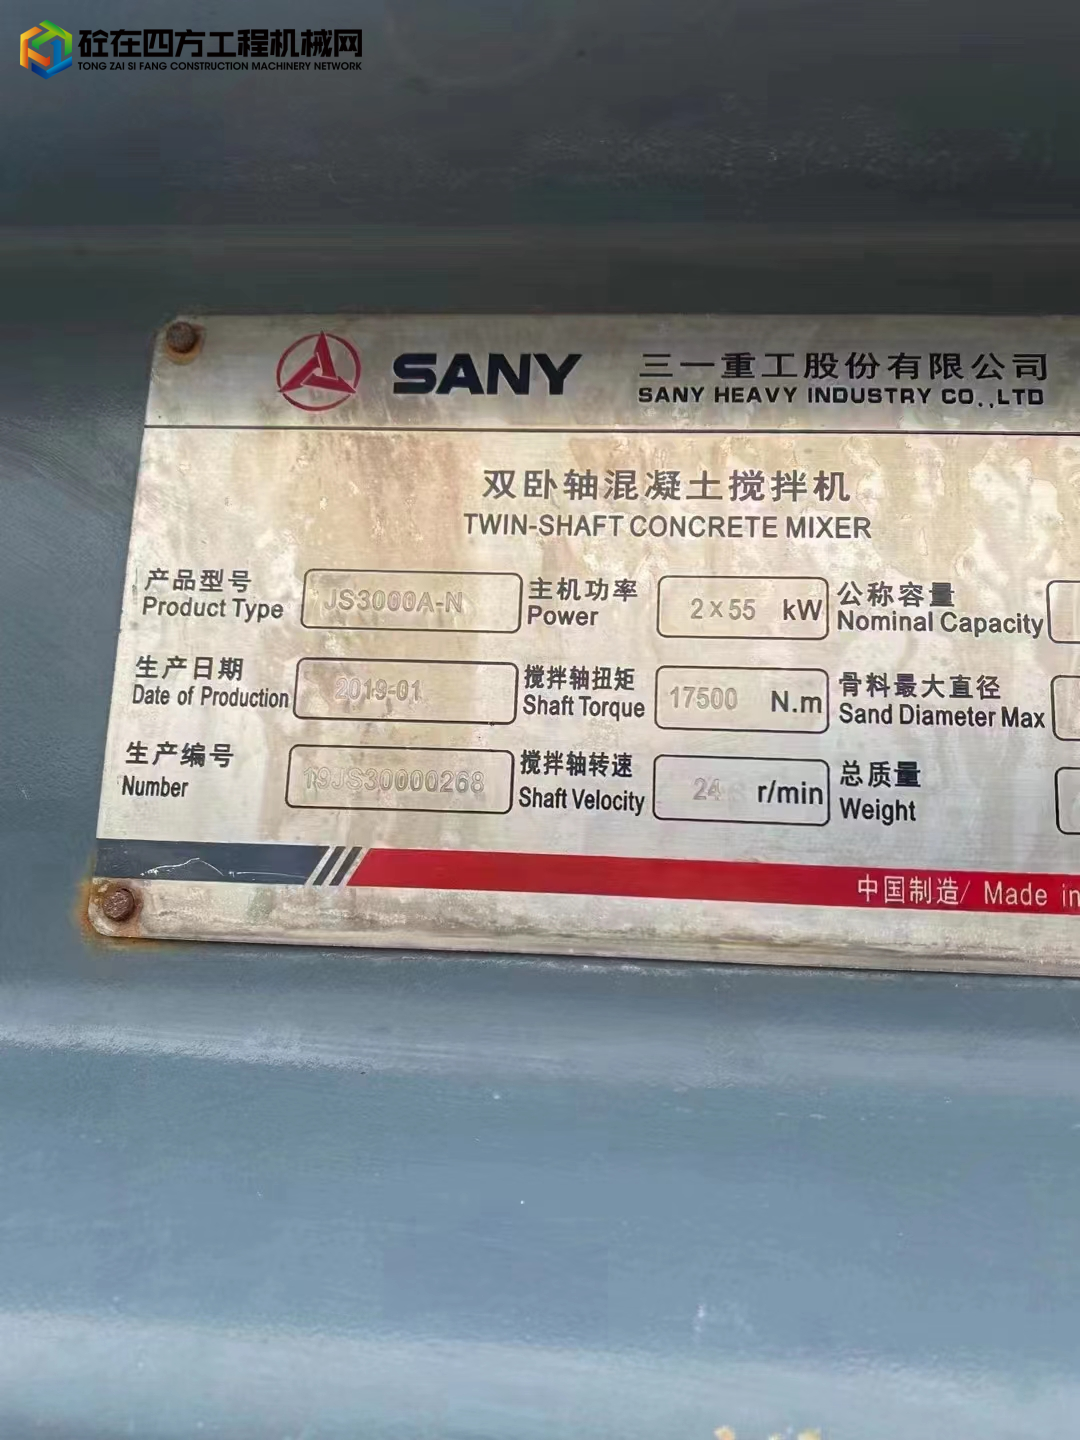 砼在四方工程机械网
TONG ZAI SI FANG CONSTRUCTION MACHINERY NETWORK
SANY 三一重工股份有限公司
SANY HEAVY INDUSTRY CO.,LTD
双卧轴混凝土搅拌机
TWIN-SHAFT CONCRETE MIXER
产品型号 JS3000A-N 主机功率 2×55 kW 公称容量
Product Type Power Nominal Capacity
生产日期 2019-01 搅拌轴扭矩 17500 N.m 骨料最大直径
Date of Production Shaft Torque Sand Diameter Max
生产编号 19JS30000268 搅拌轴转速 24 r/min 总质量
Number Shaft Velocity Weight
中国制造/ Made in